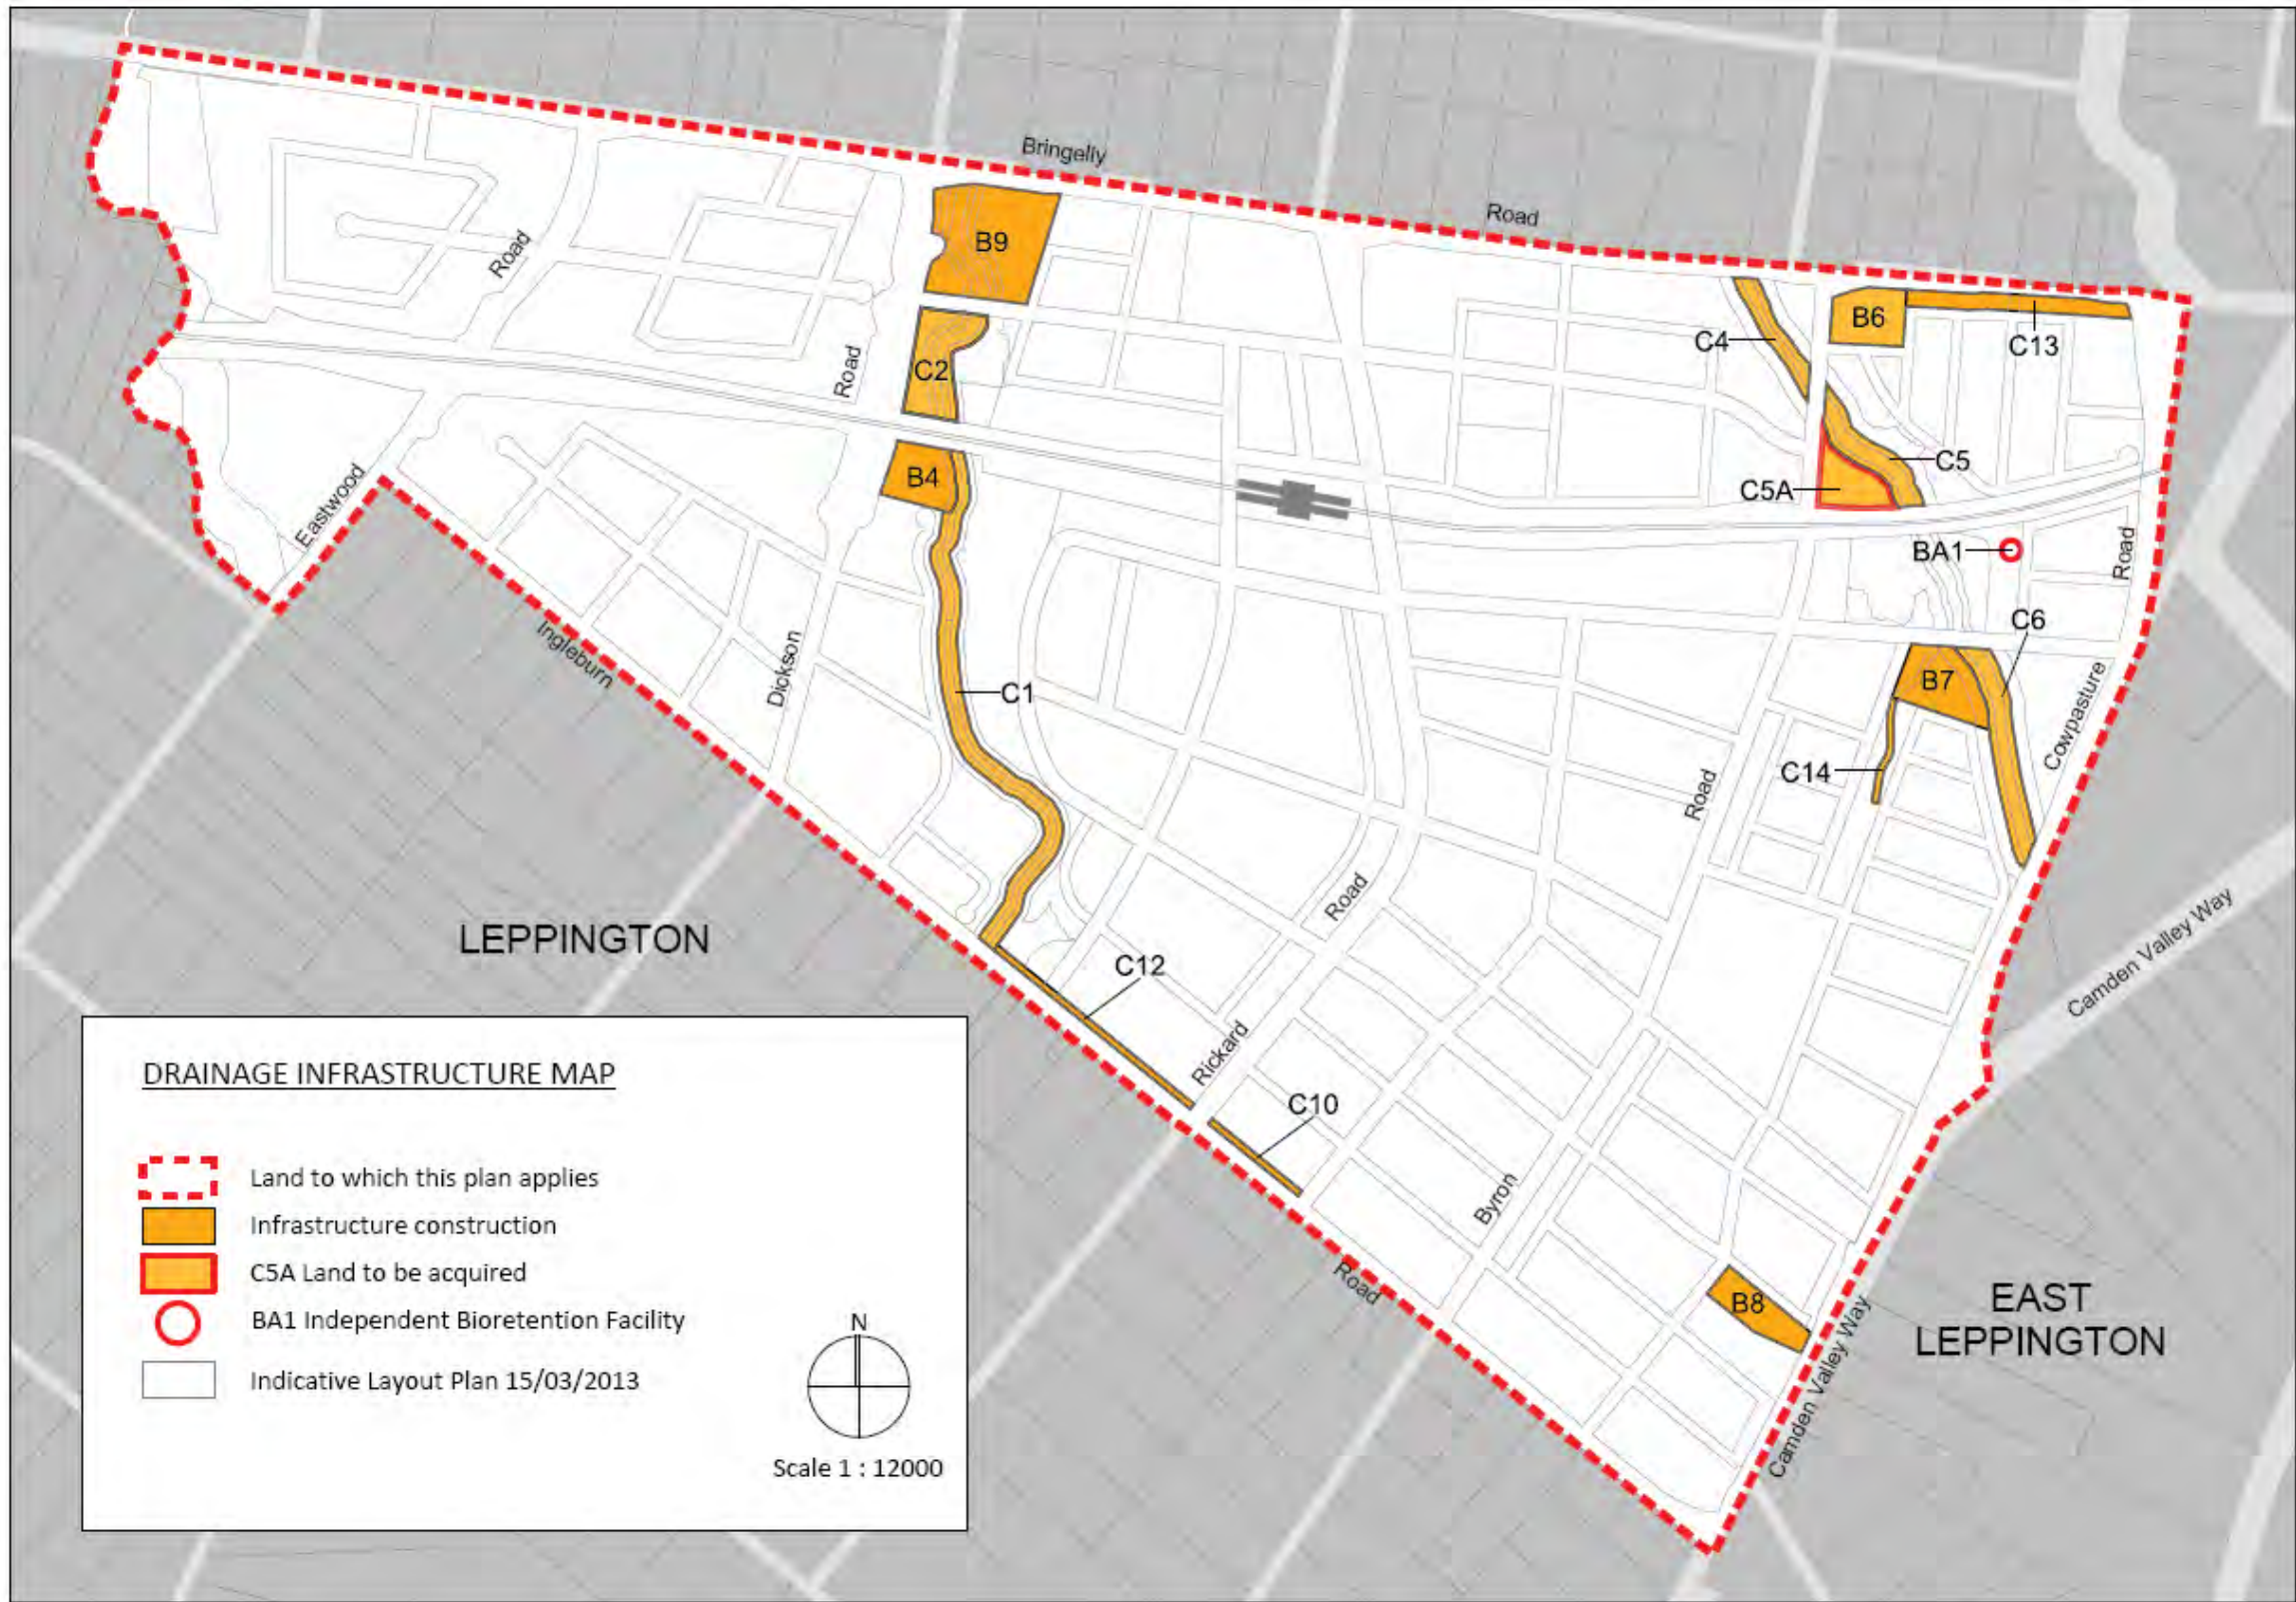 Bringelly
Road
B9
Road
B6
C4
C13
C2
Road
C5
B4
C5A
Eastwood
BA1
Road
C6
Ingleburn
Dickson
B7
C1
Cowpasture
C14
Road
Road
LEPPINGTON
C12
Camden Valley Way
Rickard
C10
Byron
Road
B8
EAST
LEPPINGTON
Camden Valley Way
DRAINAGE INFRASTRUCTURE MAP
Land to which this plan applies
Infrastructure construction
C5A Land to be acquired
BA1 Independent Bioretention Facility
Indicative Layout Plan 15/03/2013
N
Scale 1 : 12000